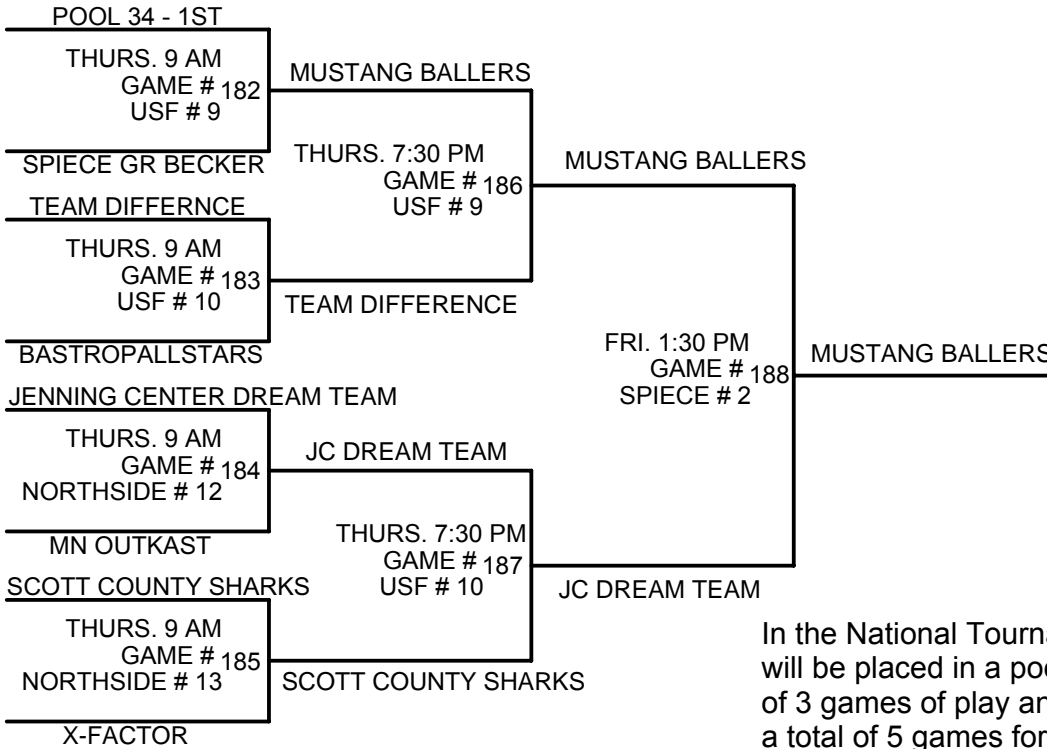 POOL 34 - 1ST
THURS. 9 AM
GAME # 182
USF # 9
SPIECE GR BECKER
TEAM DIFFERNCE
THURS. 9 AM
GAME # 183
USF # 10
BASTROPALLSTARS
JENNING CENTER DREAM TEAM
THURS. 9 AM
GAME # 184
NORTHSIDE # 12
MN OUTKAST
SCOTT COUNTY SHARKS
THURS. 9 AM
GAME # 185
NORTHSIDE # 13
X-FACTOR
MUSTANG BALLERS
THURS. 7:30 PM
GAME # 186
USF # 9
TEAM DIFFERENCE
JC DREAM TEAM
THURS. 7:30 PM
GAME # 187
USF # 10
SCOTT COUNTY SHARKS
MUSTANG BALLERS
FRI. 1:30 PM
GAME # 188
SPIECE # 2
JC DREAM TEAM
MUSTANG BALLERS
In the National Tourna
will be placed in a poo
of 3 games of play an
a total of 5 games for